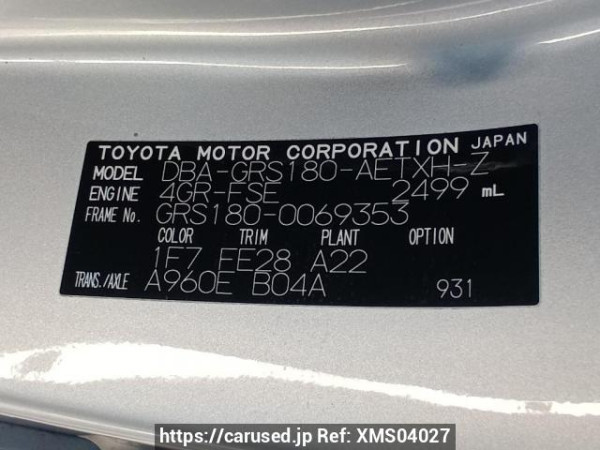 TOYOTA MOTOR CORPORATION JAPAN
MODEL DBA-GRS180-AETXH-Z
ENGINE 4GR-FSE 2499 mL
FRAME No. GRS180-0069353
COLOR TRIM PLANT OPTION
1F7 FE28 A22
TRANS./AXLE A960E B04A 931
https://carused.jp Ref: XMS04027